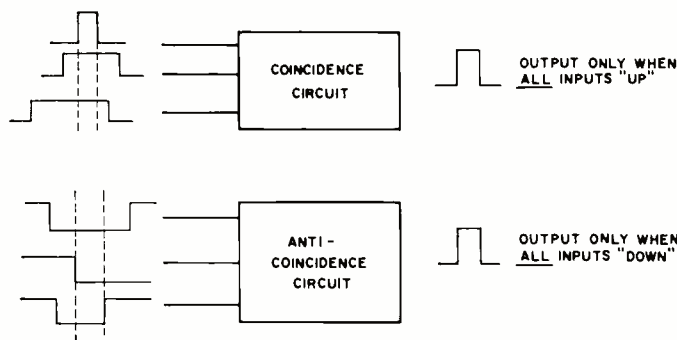 COINCIDENCE
CIRCUIT
OUTPUT ONLY WHEN
ALL INPUTS "UP"
ANTI-
COINCIDENCE
CIRCUIT
OUTPUT ONLY WHEN
ALL INPUTS "DOWN"